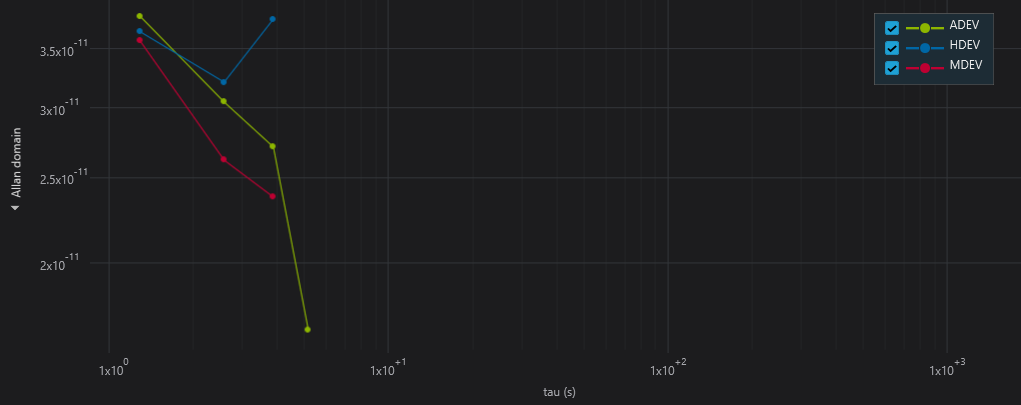 ADEV
HDEV
MDEV
3.5x10⁻¹¹
3x10⁻¹¹
2.5x10⁻¹¹
2x10⁻¹¹
Allan domain
1x10⁰
1x10⁺¹
1x10⁺²
1x10⁺³
tau (s)